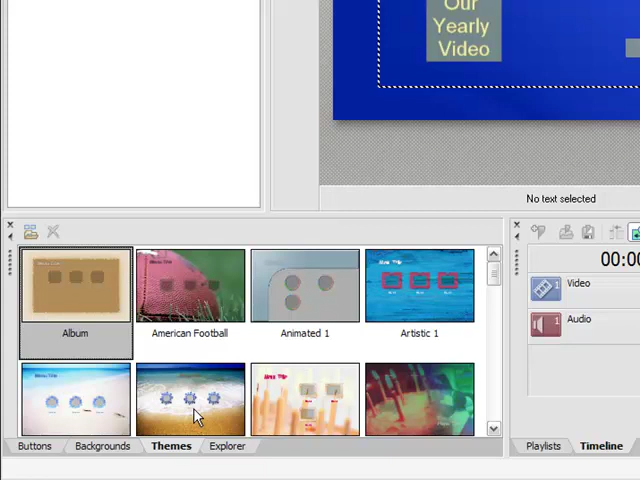 Our
Yearly
Video
No text selected
00:00
Video
Audio
Album
American Football
Animated 1
Artistic 1
Buttons
Backgrounds
Themes
Explorer
Playlists
Timeline